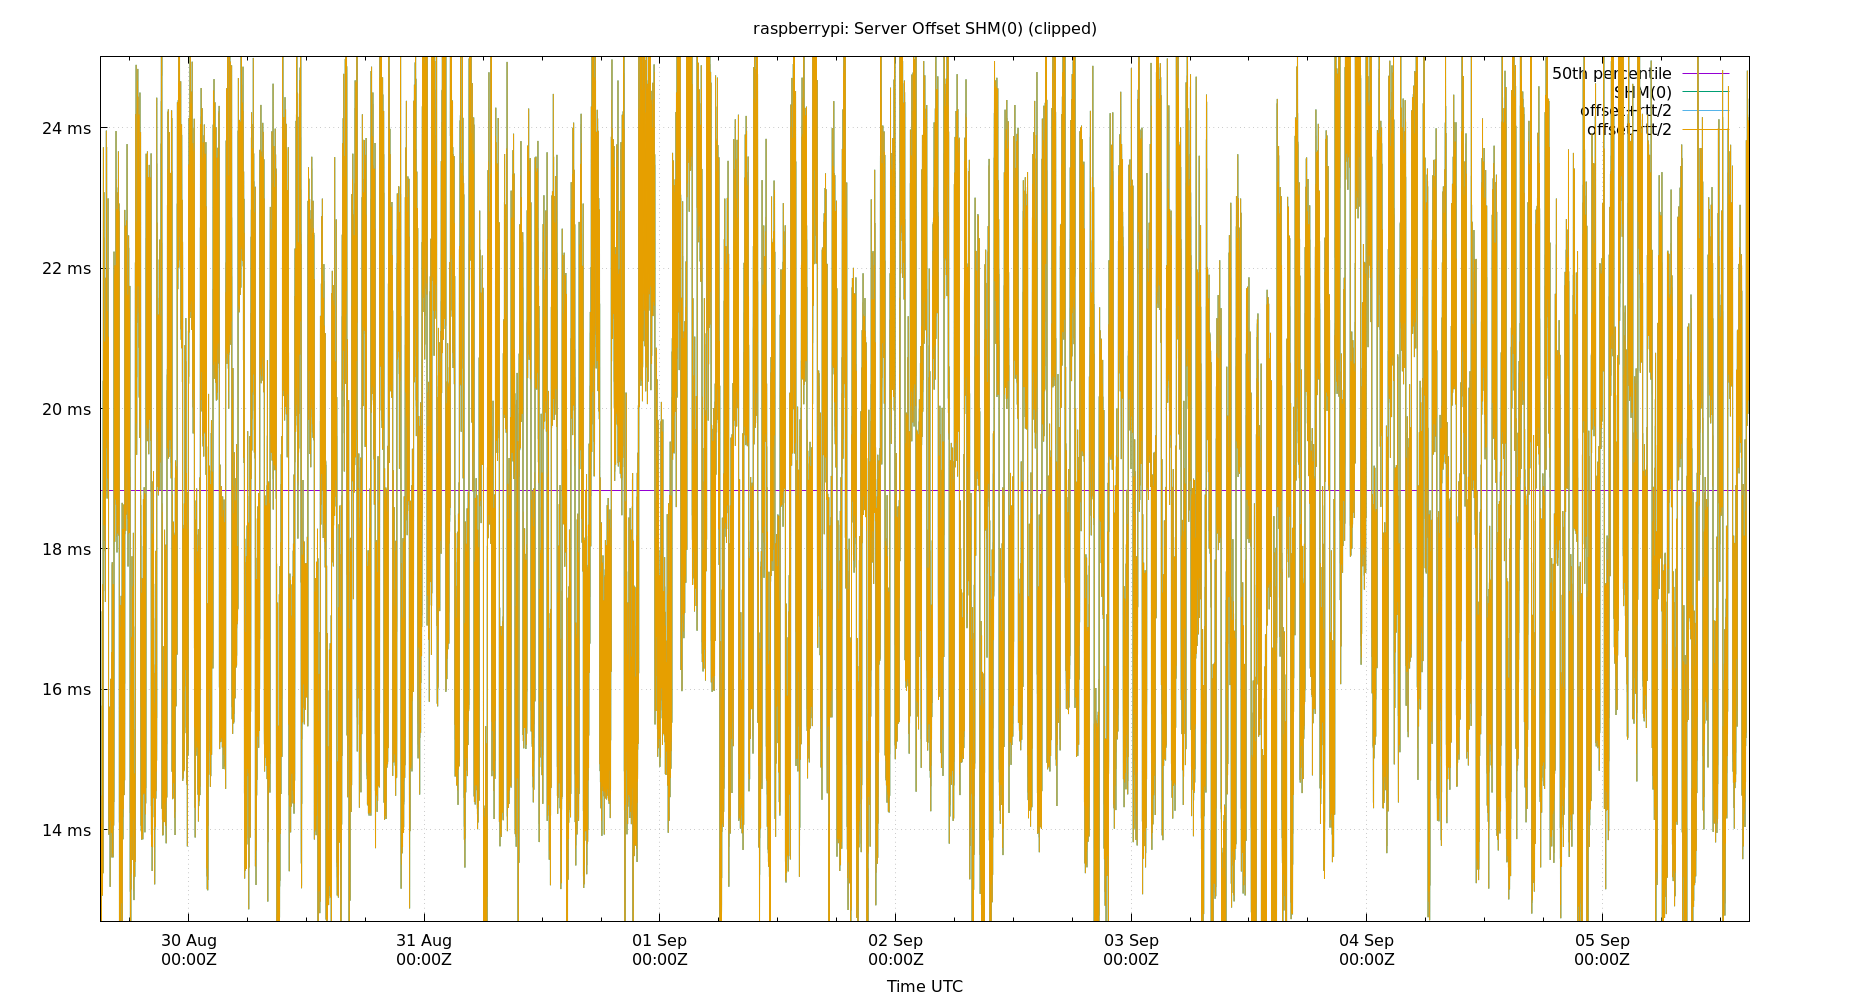 raspberrypi: Server Offset SHM(0) (clipped)
50th percentile
SHM(0)
offset+rtt/2
offset-rtt/2
24 ms
22 ms
20 ms
18 ms
16 ms
14 ms
30 Aug
00:00Z
31 Aug
00:00Z
01 Sep
00:00Z
02 Sep
00:00Z
03 Sep
00:00Z
04 Sep
00:00Z
05 Sep
00:00Z
Time UTC